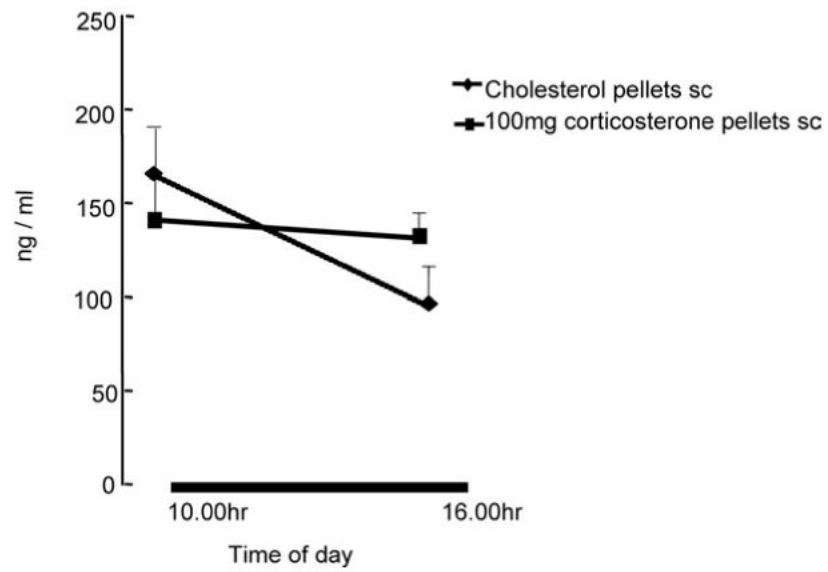 250
200
150
100
50
0
ng / ml
Cholesterol pellets sc
100mg corticosterone pellets sc
10.00hr
16.00hr
Time of day